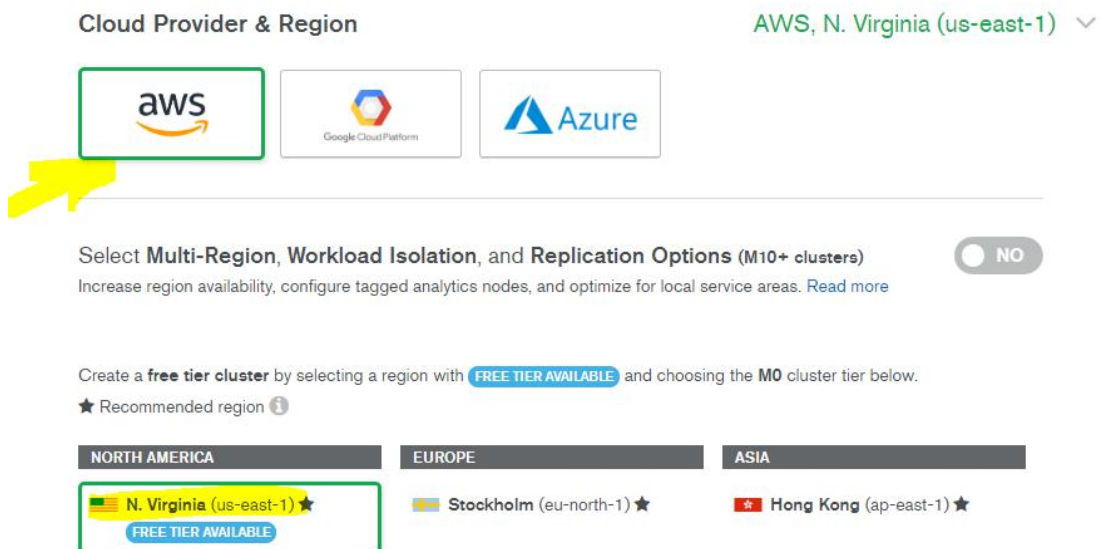 Cloud Provider & Region
AWS, N. Virginia (us-east-1)
aws
Google Cloud Platform
Azure
Select Multi-Region, Workload Isolation, and Replication Options (M10+ clusters)
NO
Increase region availability, configure tagged analytics nodes, and optimize for local service areas. Read more
Create a free tier cluster by selecting a region with FREE TIER AVAILABLE and choosing the M0 cluster tier below.
★ Recommended region i
NORTH AMERICA
EUROPE
ASIA
N. Virginia (us-east-1)★
Stockholm (eu-north-1)★
Hong Kong (ap-east-1)★
FREE TIER AVAILABLE